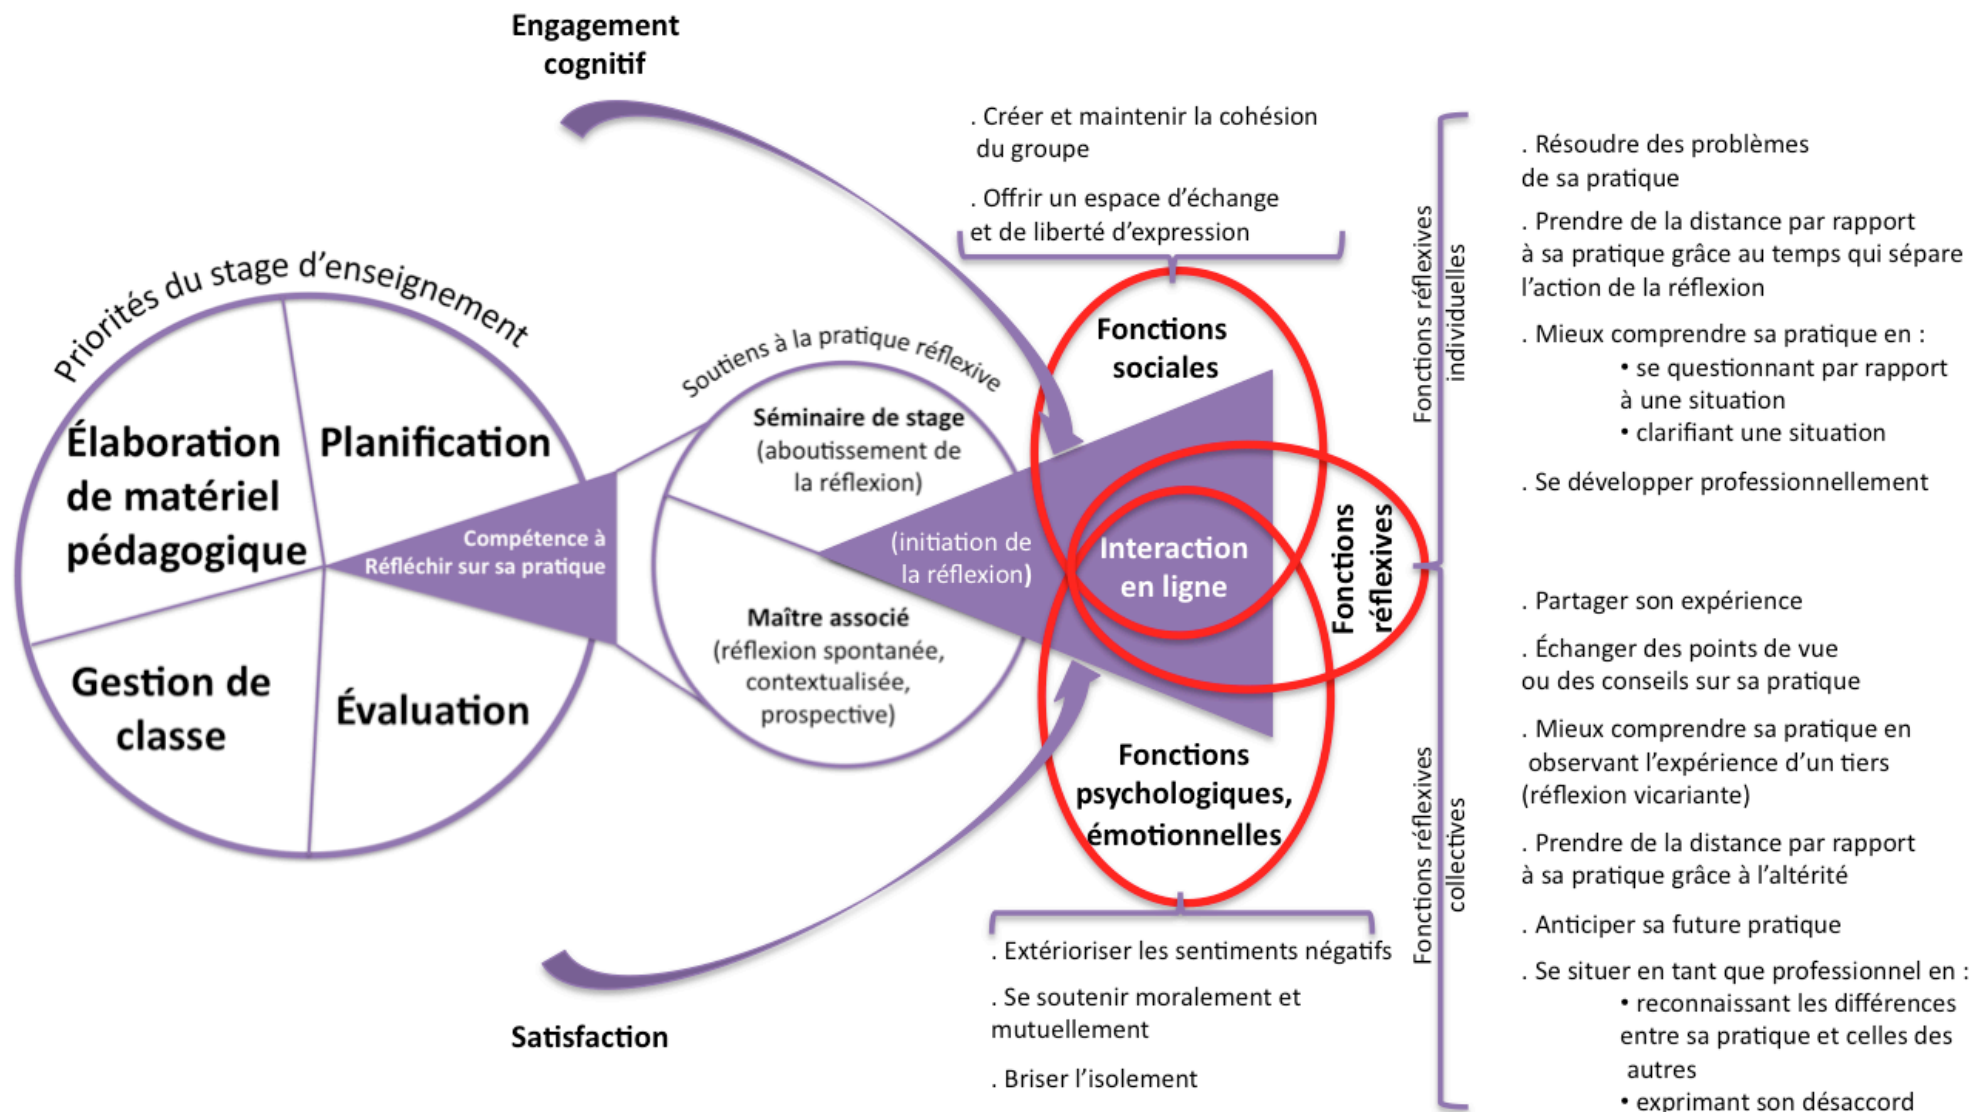 Engagement
cognitif
Priorités du stage d’enseignement
Élaboration
de matériel
pédagogique
Planification
Compétence à
Réfléchir sur sa pratique
Gestion de
classe
Évaluation
Soutiens à la pratique réflexive
Séminaire de stage
(aboutissement de
la réflexion)
(initiation de
la réflexion)
Maître associé
(réflexion spontanée,
contextualisée,
prospective)
Satisfaction
. Créer et maintenir la cohésion
du groupe
. Offrir un espace d’échange
et de liberté d’expression
Fonctions
sociales
Interaction
en ligne
Fonctions
réflexives
Fonctions
psychologiques,
émotionnelles
. Extérioriser les sentiments négatifs
. Se soutenir moralement et
mutuellement
. Briser l’isolement
Fonctions réflexives
individuelles
. Résoudre des problèmes
de sa pratique
. Prendre de la distance par rapport
à sa pratique grâce au temps qui sépare
l’action de la réflexion
. Mieux comprendre sa pratique en :
• se questionnant par rapport
à une situation
• clarifiant une situation
. Se développer professionnellement
Fonctions réflexives
collectives
. Partager son expérience
. Échanger des points de vue
ou des conseils sur sa pratique
. Mieux comprendre sa pratique en
observant l’expérience d’un tiers
(réflexion vicariante)
. Prendre de la distance par rapport
à sa pratique grâce à l’altérité
. Anticiper sa future pratique
. Se situer en tant que professionnel en :
• reconnaissant les différences
entre sa pratique et celles des
autres
• exprimant son désaccord